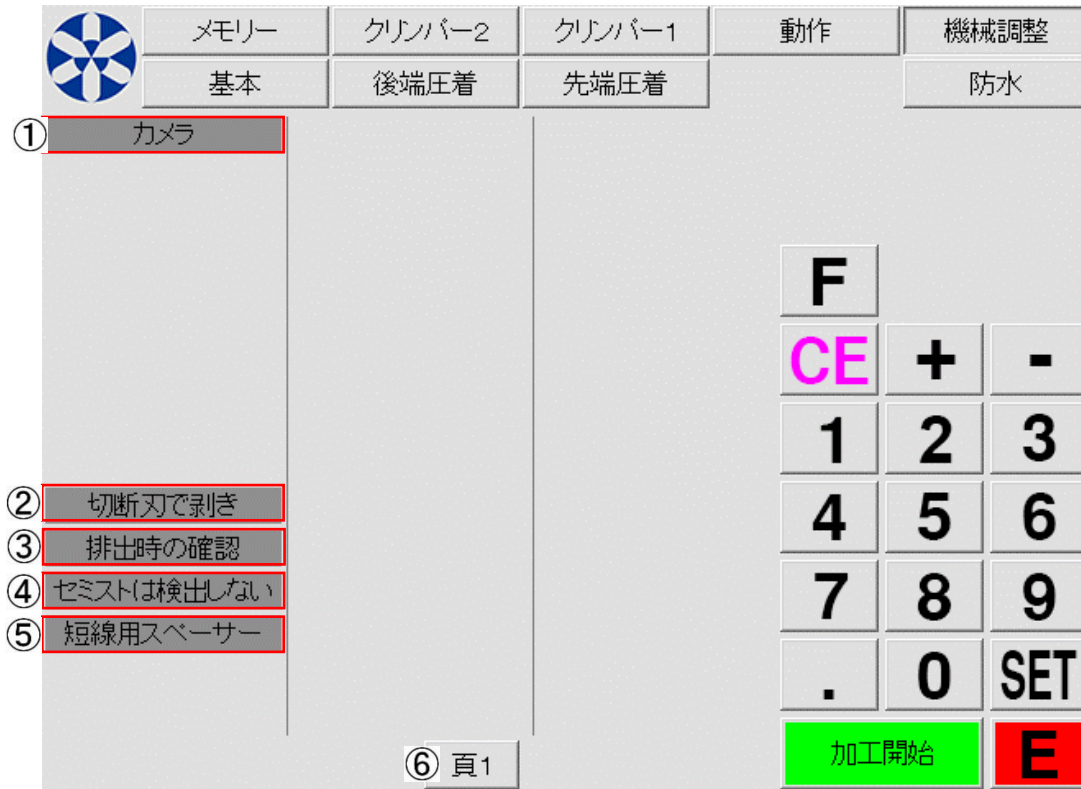 メモリー
クリンパー2
クリンパー1
動作
機械調整
基本
後端圧着
先端圧着
防水
① カメラ
F
CE + -
1 2 3
② 切断刃で剥き
4 5 6
③ 排出時の確認
④ セミストは検出しない
7 8 9
⑤ 短線用スペーサー
. 0 SET
⑥ 頁1
加工開始
E